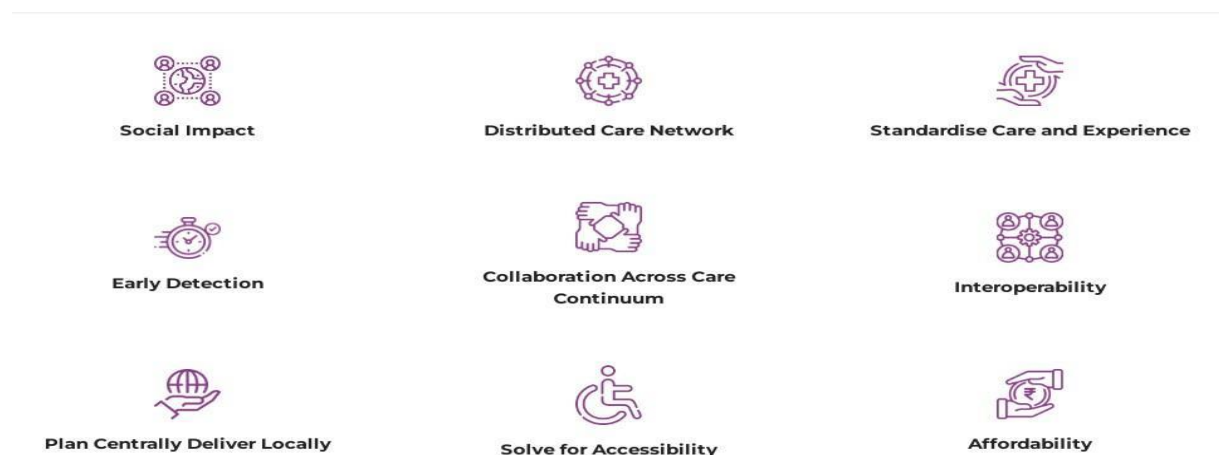 Social Impact
Distributed Care Network
Standardise Care and Experience
Early Detection
Collaboration Across Care
Continuum
Interoperability
Plan Centrally Deliver Locally
Solve for Accessibility
₹
Affordability